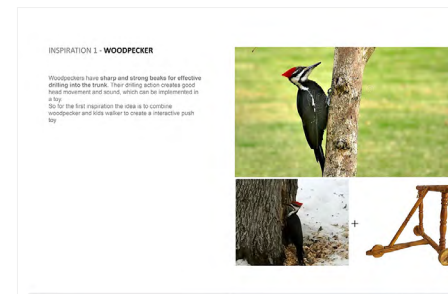 INSPIRATION 1 - WOODPECKER
Woodpeckers have sharp and strong beaks for effective
drilling into the trunk. Their drilling action creates good
head movement and sound, which can be implemented in
a toy.
So for the first inspiration the idea is to combine
woodpecker and kids walker to create a interactive push
toy
+